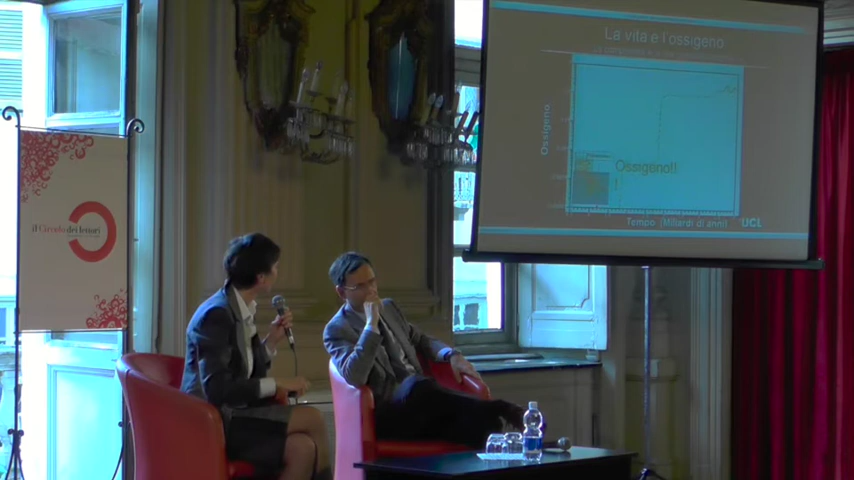 il Circolo dei lettori
La vita e l'ossigeno
Ossigeno
Ossigeno!!
Tempo (Miliardi di anni)
UCL